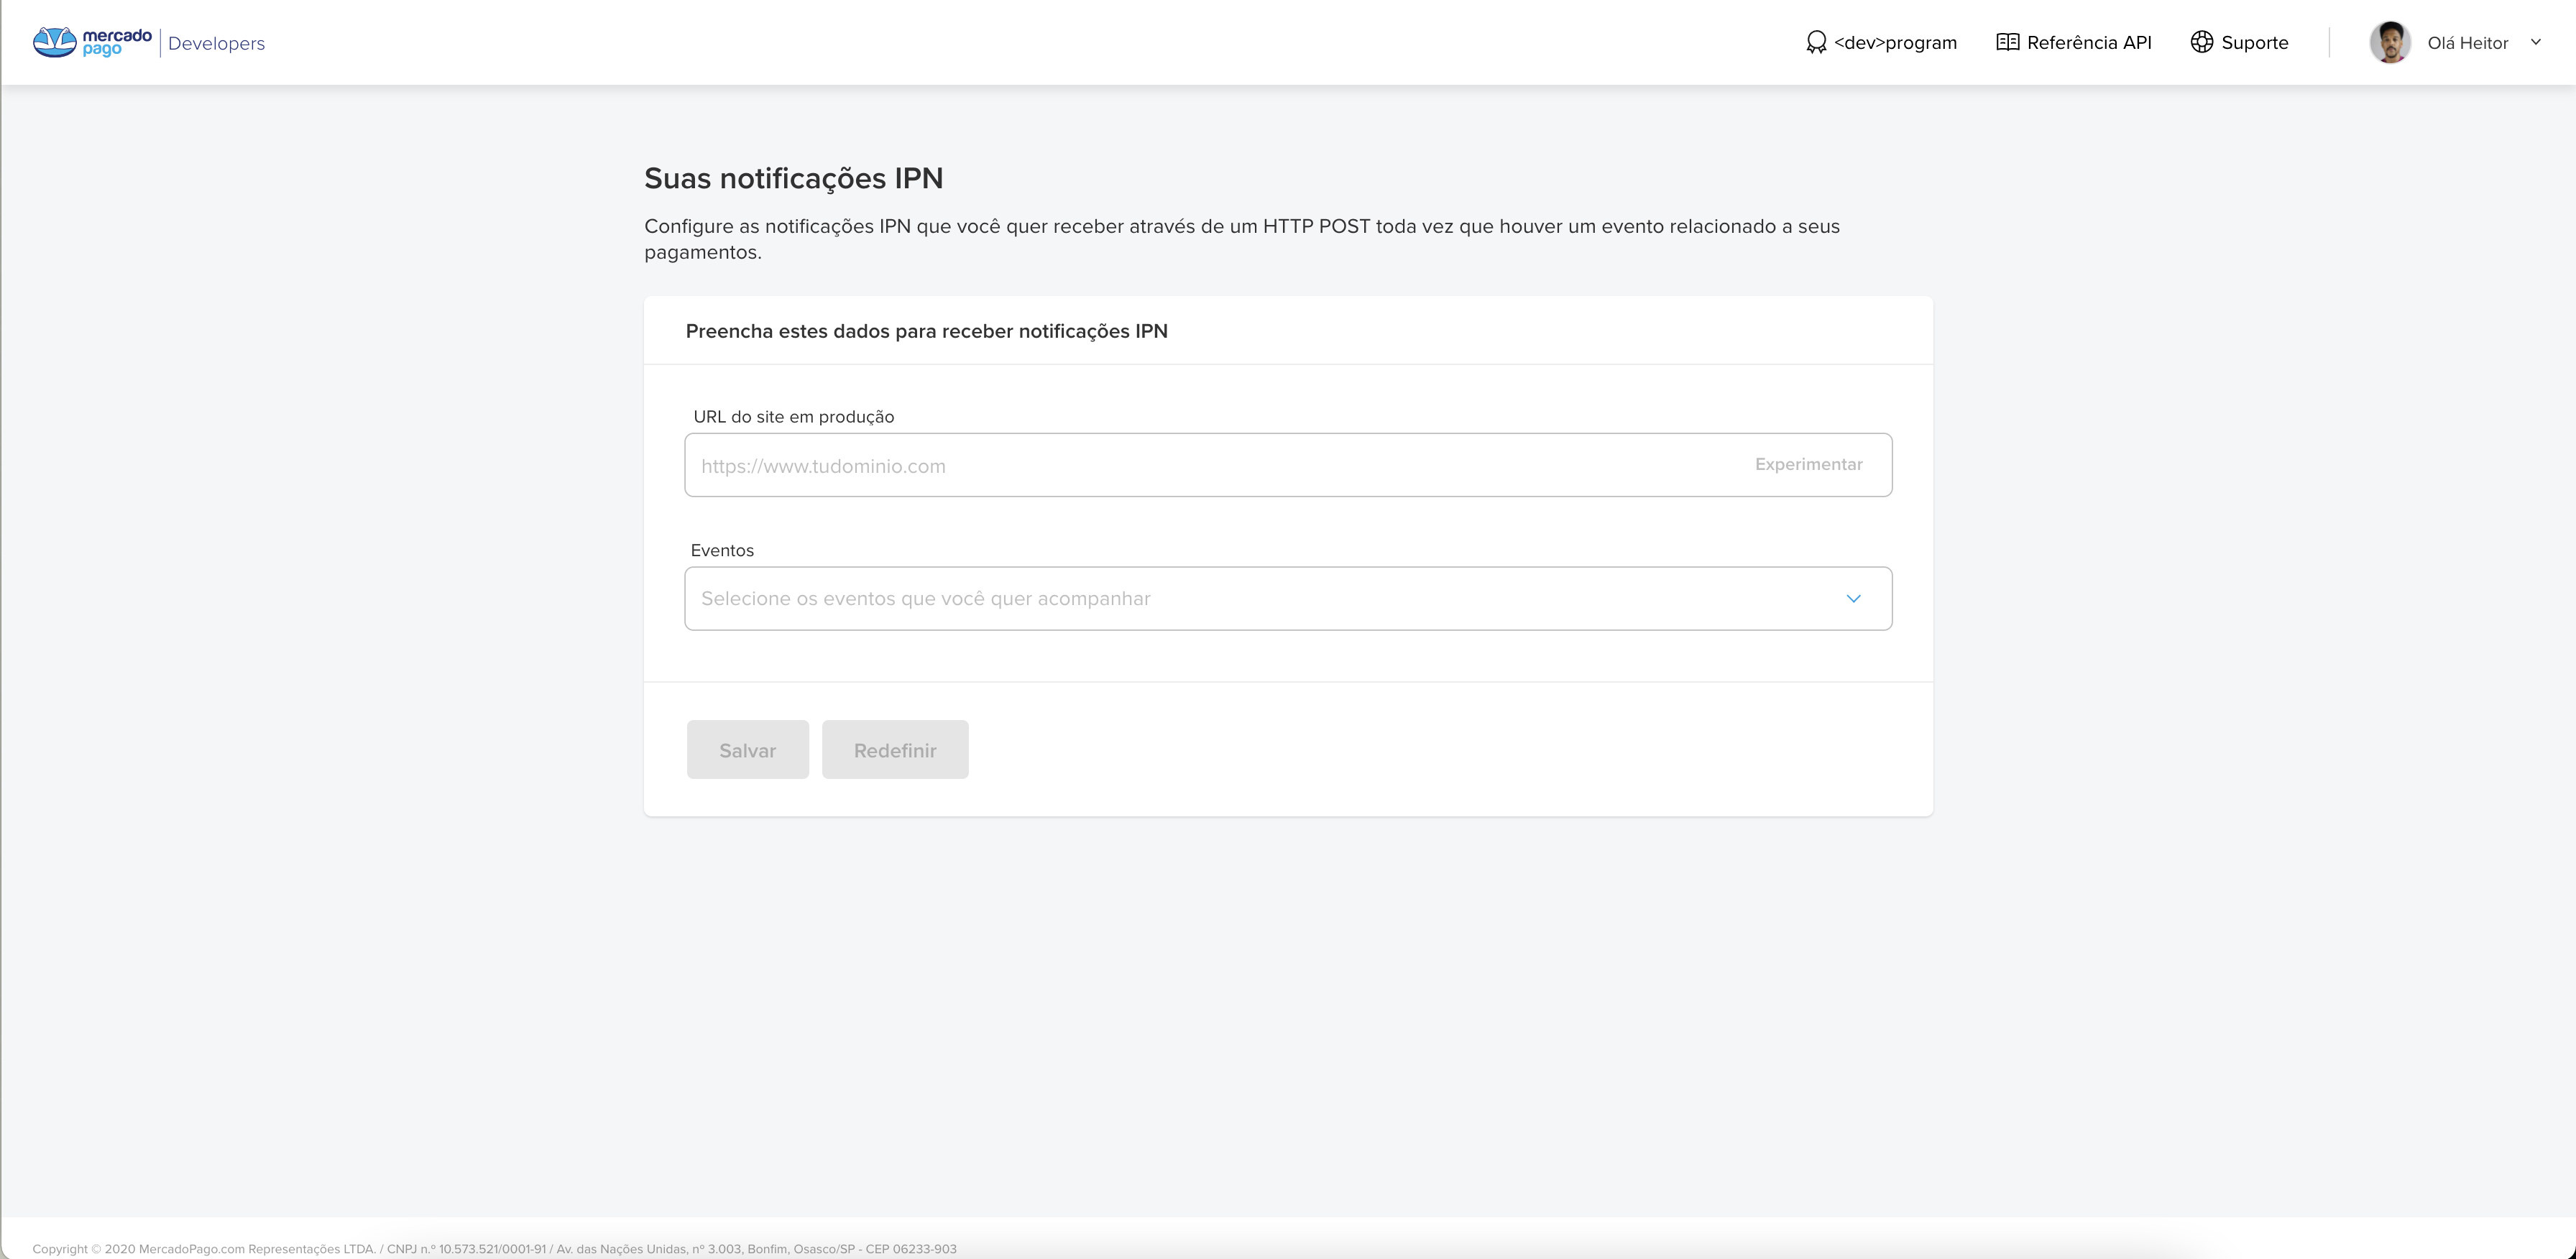 mercado
pago
Developers
<dev>program
Referência API
Suporte
Olá Heitor
Suas notificações IPN
Configure as notificações IPN que você quer receber através de um HTTP POST toda vez que houver um evento relacionado a seus
pagamentos.
Preencha estes dados para receber notificações IPN
URL do site em produção
https://www.tudominio.com
Experimentar
Eventos
Selecione os eventos que você quer acompanhar
Salvar
Redefinir
Copyright © 2020 MercadoPago.com Representações LTDA. / CNPJ n.º 10.573.521/0001-91 / Av. das Nações Unidas, nº 3.003, Bonfim, Osasco/SP - CEP 06233-903